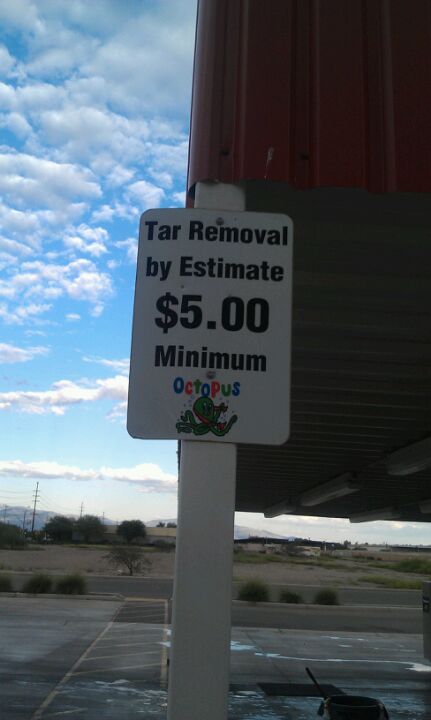 Tar Removal
by Estimate
$5.00
Minimum
OCTOPUS